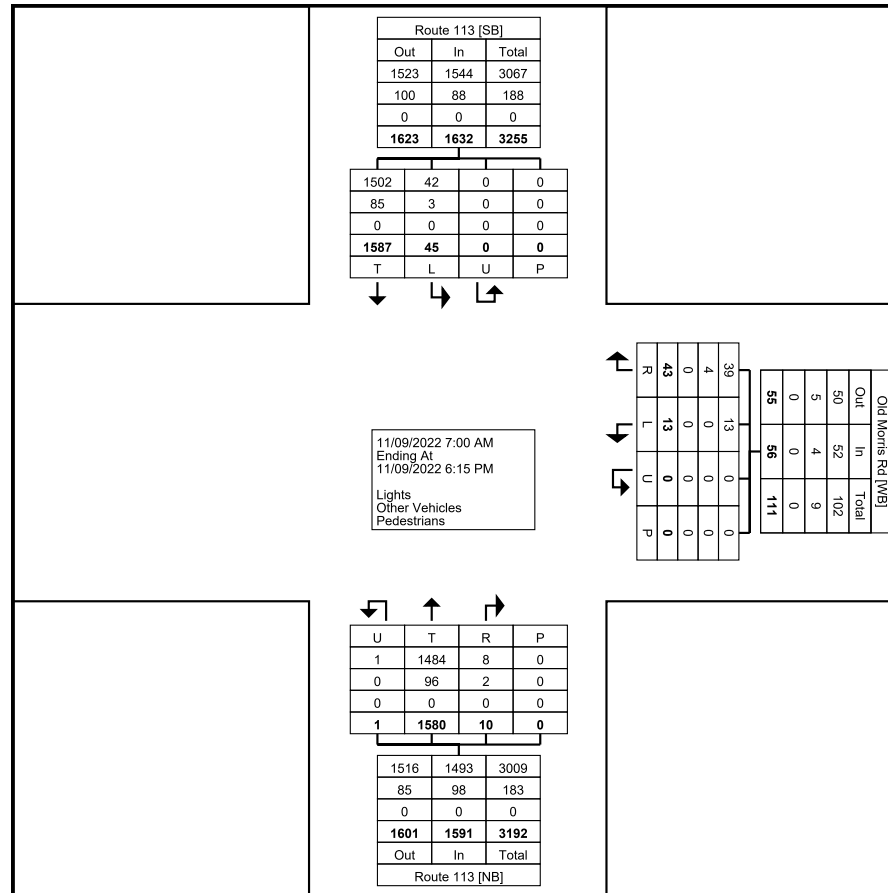 Route 113 [SB]
Out In Total
1523 1544 3067
100 88 188
0 0 0
1623 1632 3255
1502 42 0 0
85 3 0 0
0 0 0 0
1587 45 0 0
T L U P
Old Morris Rd [WB]
Out In Total
50 52 102
5 4 9
0 0 0
55 56 111
39 13 0 0
4 0 0 0
0 0 0 0
43 13 0 0
R L U P
11/09/2022 7:00 AM
Ending At
11/09/2022 6:15 PM
Lights
Other Vehicles
Pedestrians
U T R P
1 1484 8 0
0 96 2 0
0 0 0 0
1 1580 10 0
1516 1493 3009
85 98 183
0 0 0
1601 1591 3192
Out In Total
Route 113 [NB]